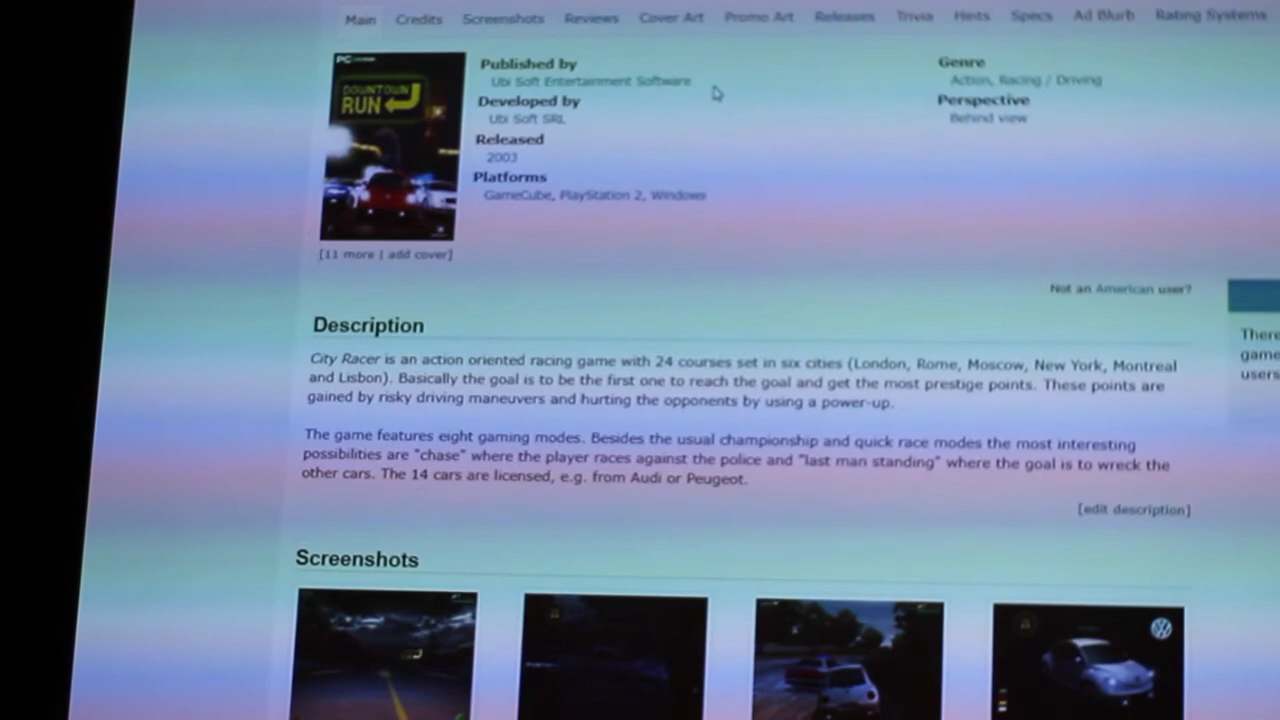 Main Credits Screenshots Reviews Cover Art Promo Art Releases Trivia Hints Specs Ad Blurb Rating Systems
PC
DOWNTOWN
RUN
Published by
Ubi Soft Entertainment Software
Developed by
Ubi Soft SRL
Released
2003
Platforms
GameCube, PlayStation 2, Windows
Genre
Action, Racing / Driving
Perspective
Behind view
[11 more | add cover]
Not an American user?
Description
City Racer is an action oriented racing game with 24 courses set in six cities (London, Rome, Moscow, New York, Montreal
and Lisbon). Basically the goal is to be the first one to reach the goal and get the most prestige points. These points are
gained by risky driving maneuvers and hurting the opponents by using a power-up.
The game features eight gaming modes. Besides the usual championship and quick race modes the most interesting
possibilities are "chase" where the player races against the police and "last man standing" where the goal is to wreck the
other cars. The 14 cars are licensed, e.g. from Audi or Peugeot.
[edit description]
There
game
users
Screenshots